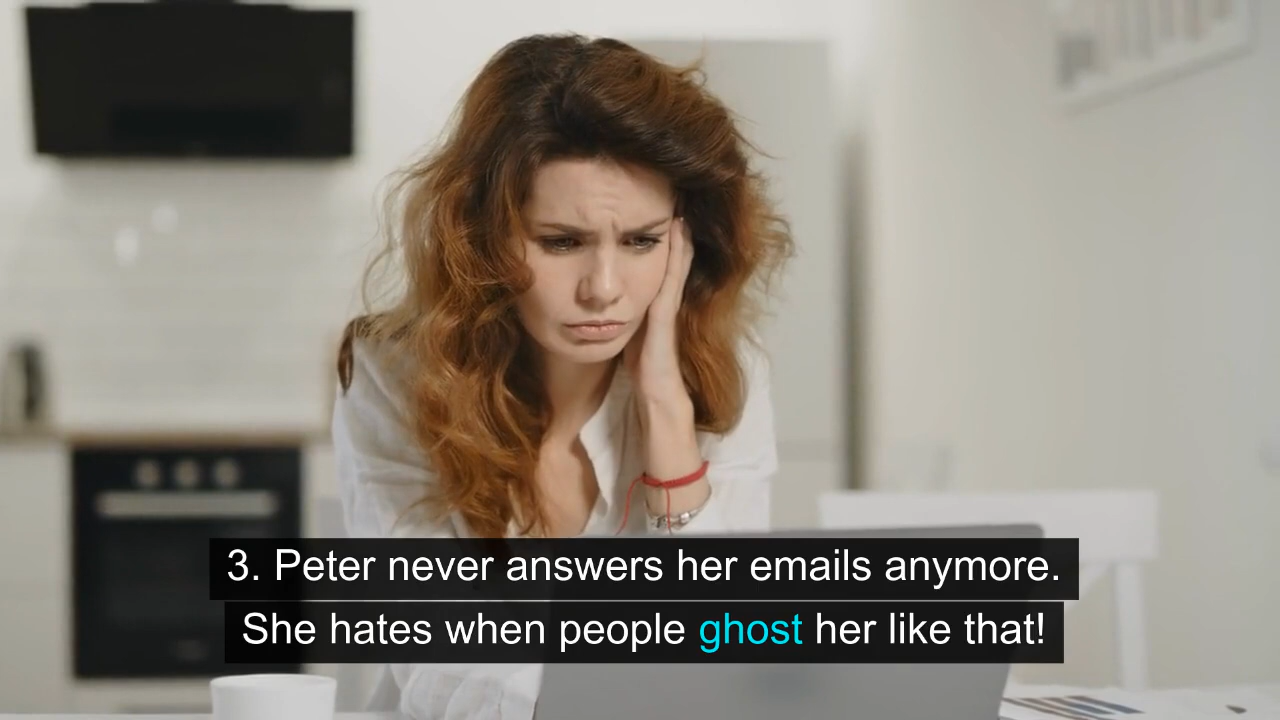 3. Peter never answers her emails anymore.
She hates when people ghost her like that!